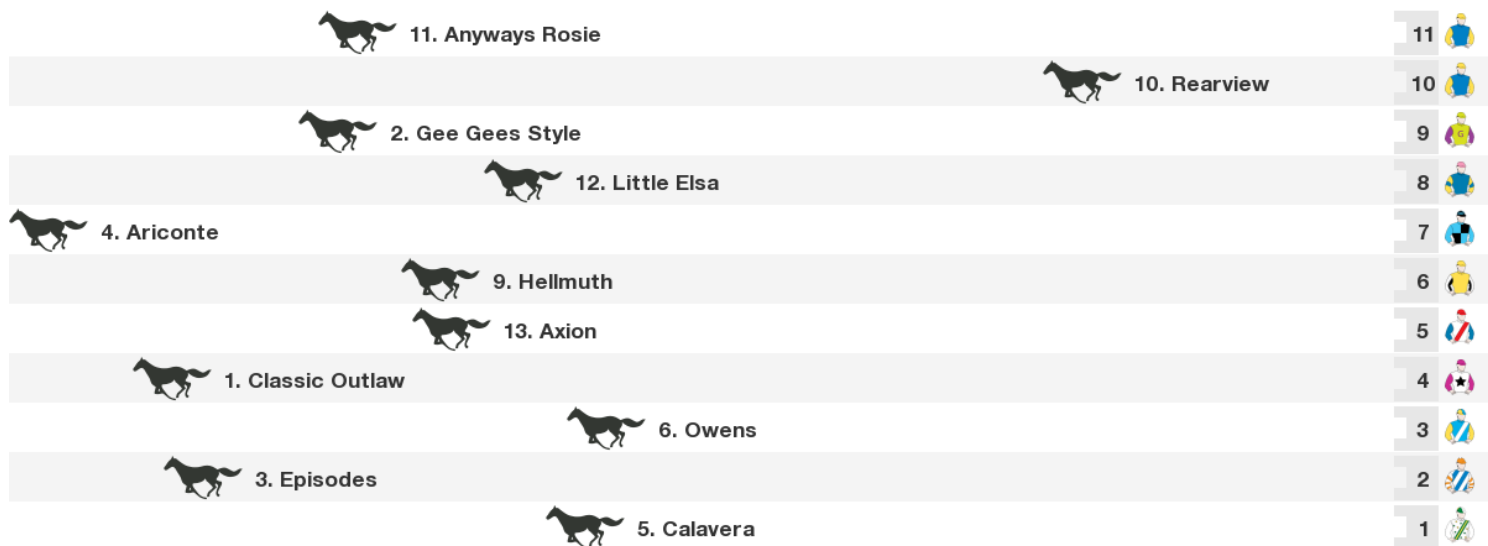 11. Anyways Rosie 11
10. Rearview 10
2. Gee Gees Style 9 G
12. Little Elsa 8
4. Ariconte 7
9. Hellmuth 6
13. Axion 5
1. Classic Outlaw 4
6. Owens 3
3. Episodes 2
5. Calavera 1